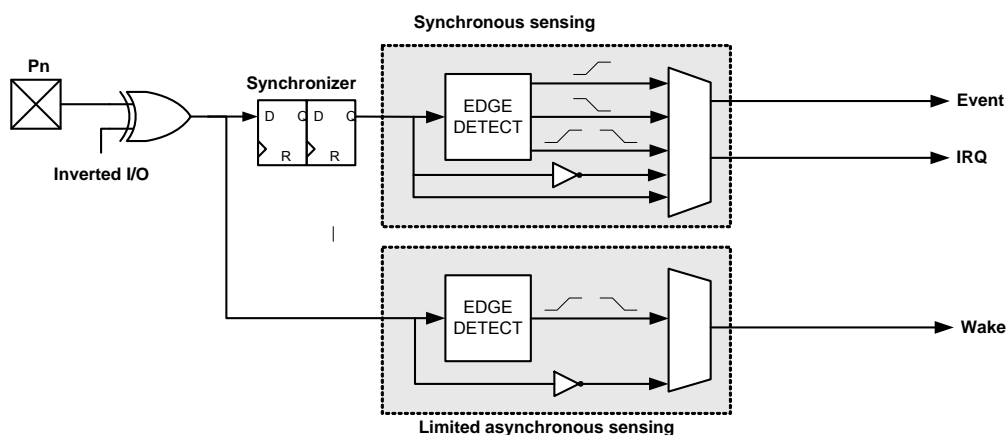 Synchronous sensing
Pn
Synchronizer
EDGE
DETECT
D Q D Q
R R
Inverted I/O
Event
IRQ
EDGE
DETECT
Wake
Limited asynchronous sensing